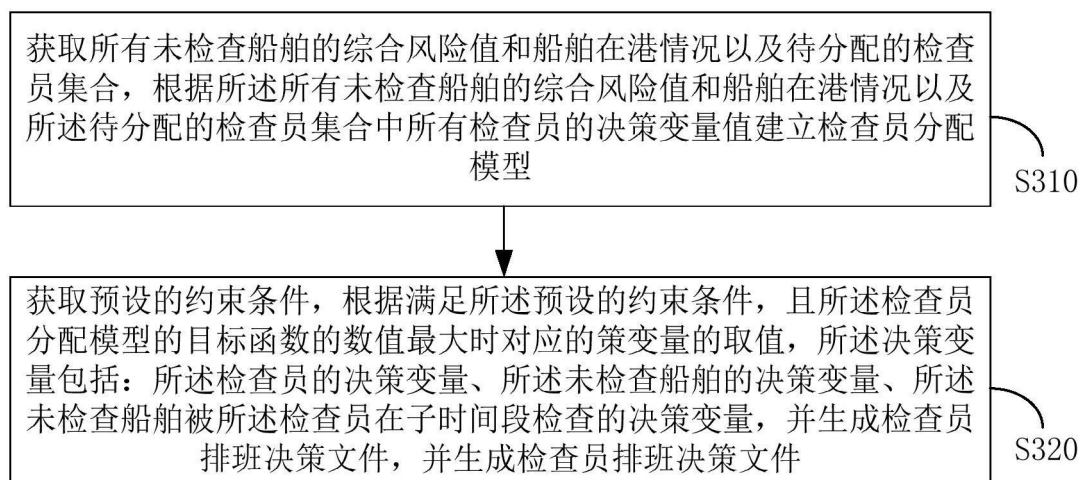 获取所有未检查船舶的综合风险值和船舶在港情况以及待分配的检查
员集合，根据所述所有未检查船舶的综合风险值和船舶在港情况以及
所述待分配的检查员集合中所有检查员的决策变量值建立检查员分配
模型
S310
获取预设的约束条件，根据满足所述预设的约束条件，且所述检查员
分配模型的目标函数的数值最大时对应的策变量的取值，所述决策变
量包括：所述检查员的决策变量、所述未检查船舶的决策变量、所述
未检查船舶被所述检查员在子时间段检查的决策变量，并生成检查员
排班决策文件，并生成检查员排班决策文件
S320